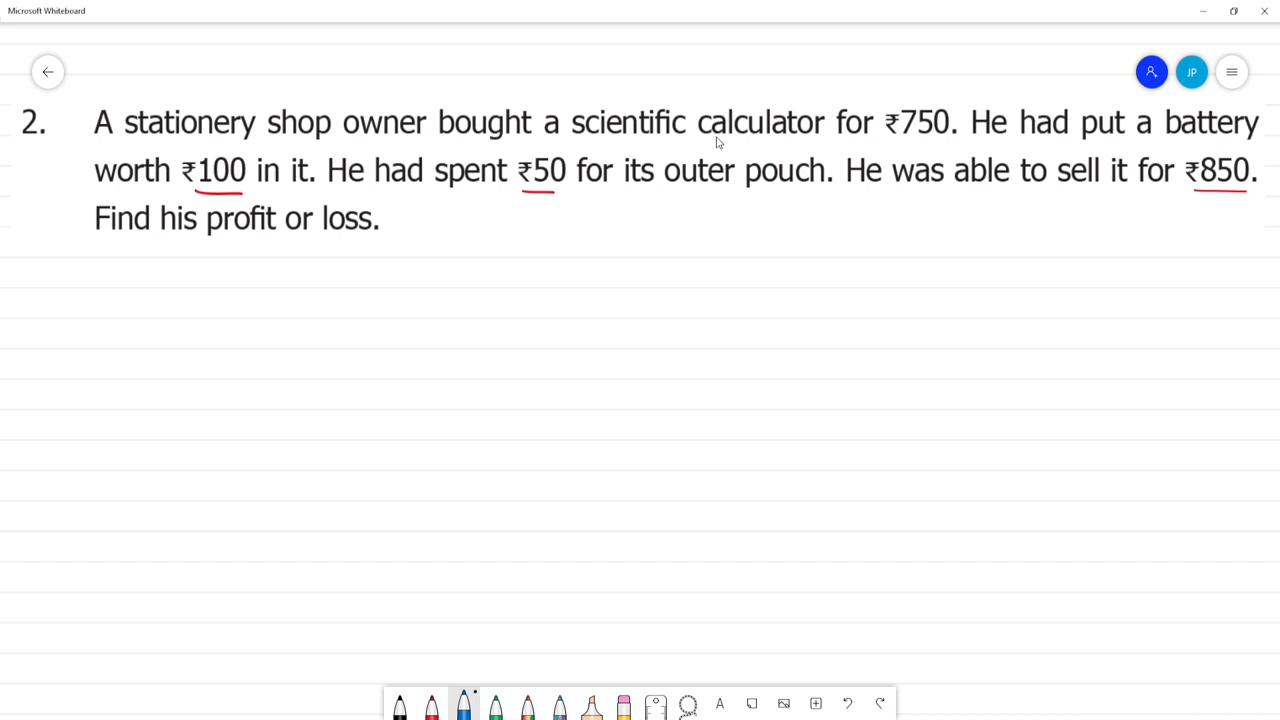 Microsoft Whiteboard
JP
2. A stationery shop owner bought a scientific calculator for ₹750. He had put a battery
worth ₹100 in it. He had spent ₹50 for its outer pouch. He was able to sell it for ₹850.
Find his profit or loss.
A